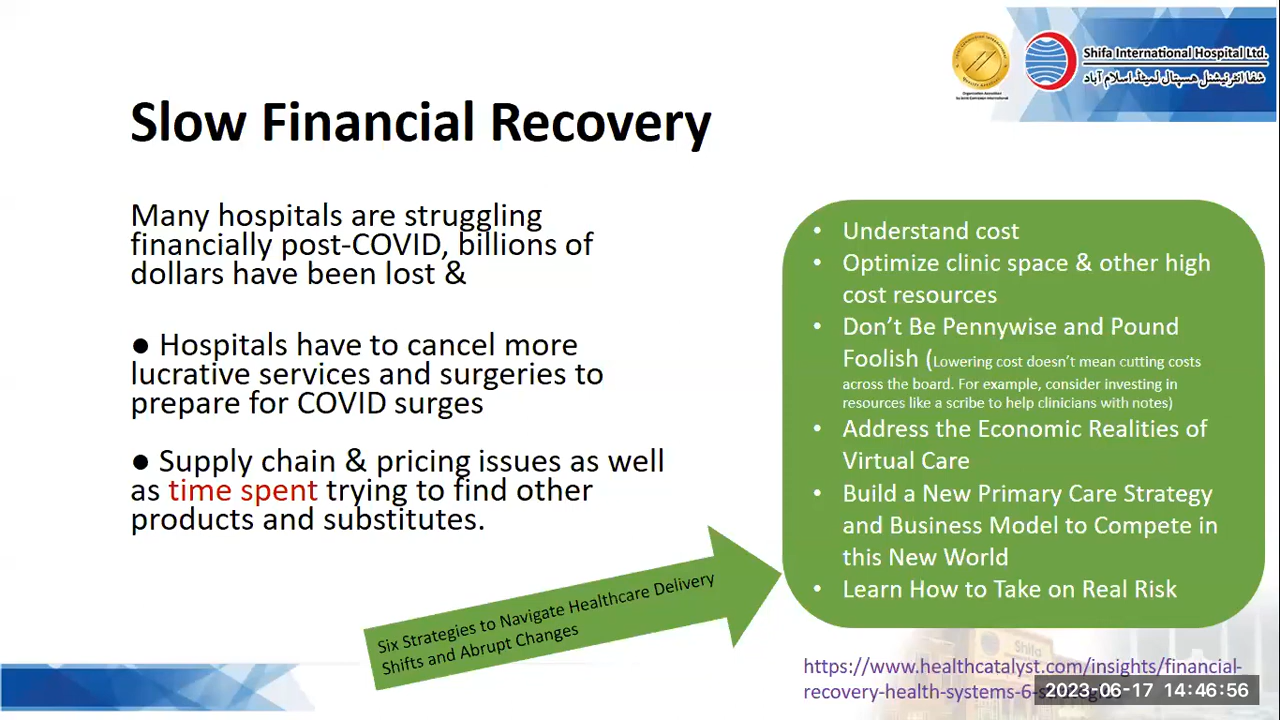 Shifa International Hospital Ltd.
شفا انٹرنیشنل ہسپتال لمیٹڈ اسلام آباد
Slow Financial Recovery
Many hospitals are struggling
financially post-COVID, billions of
dollars have been lost &
● Hospitals have to cancel more
lucrative services and surgeries to
prepare for COVID surges
● Supply chain & pricing issues as well
as time spent trying to find other
products and substitutes.
Six Strategies to Navigate Healthcare Delivery
Shifts and Abrupt Changes
• Understand cost
• Optimize clinic space & other high
cost resources
• Don’t Be Pennywise and Pound
Foolish (Lowering cost doesn’t mean cutting costs
across the board. For example, consider investing in
resources like a scribe to help clinicians with notes)
• Address the Economic Realities of
Virtual Care
• Build a New Primary Care Strategy
and Business Model to Compete in
this New World
• Learn How to Take on Real Risk
Shifa
https://www.healthcatalyst.com/insights/financial-
recovery-health-systems-6-
2023-06-17 14:46:56